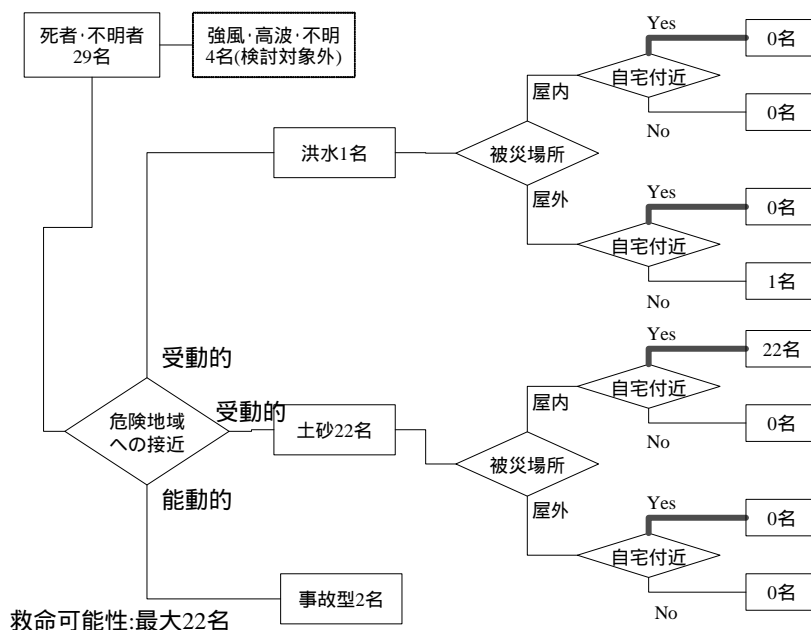 死者･不明者
29名
強風･高波･不明
4名(検討対象外)
Yes
0名
自宅付近
屋内
0名
No
洪水1名
被災場所
屋外
Yes
0名
自宅付近
1名
No
受動的
Yes
22名
自宅付近
屋内
0名
No
危険地域
への接近
受動的
土砂22名
被災場所
能動的
屋外
Yes
0名
自宅付近
0名
No
事故型2名
救命可能性:最大22名